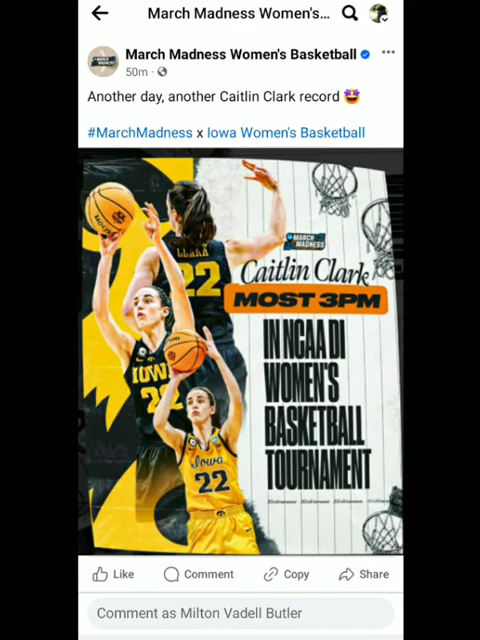 March Madness Women's...
March Madness Women's Basketball
50m
Another day, another Caitlin Clark record
#MarchMadness x Iowa Women's Basketball
CLARK
22
MARCH
MADNESS
Caitlin Clark
MOST 3PM
IN NCAA DI
WOMEN'S
BASKETBALL
TOURNAMENT
IOWA
22
Iowa
22
Like
Comment
Copy
Share
Comment as Milton Vadell Butler